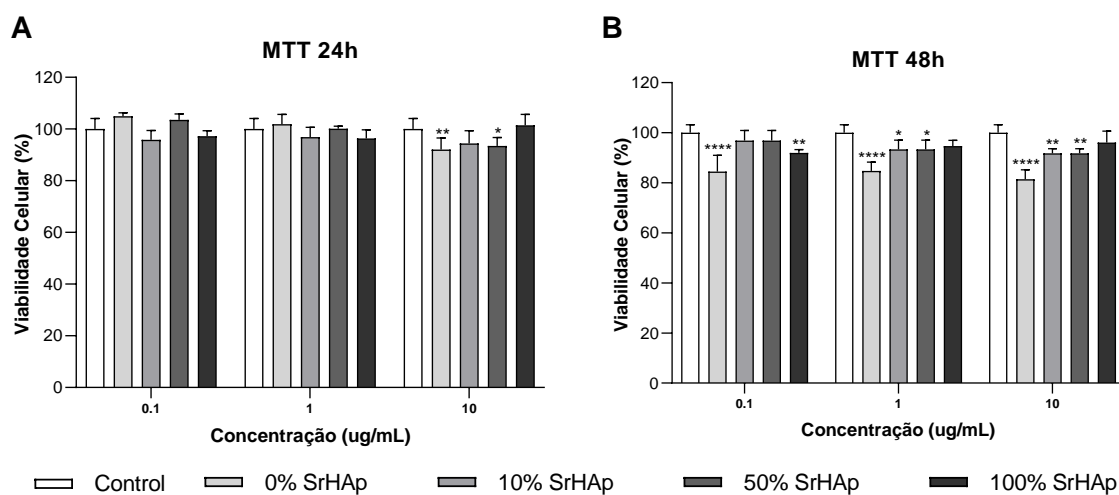 A
MTT 24h
Viabilidade Celular (%)
120
100
80
60
40
20
0
**
*
0.1
1
10
Concentração (ug/mL)
B
MTT 48h
Viabilidade Celular (%)
120
100
80
60
40
20
0
****
**
****
*
*
****
**
**
0.1
1
10
Concentração (ug/mL)
Control
0% SrHAp
10% SrHAp
50% SrHAp
100% SrHAp